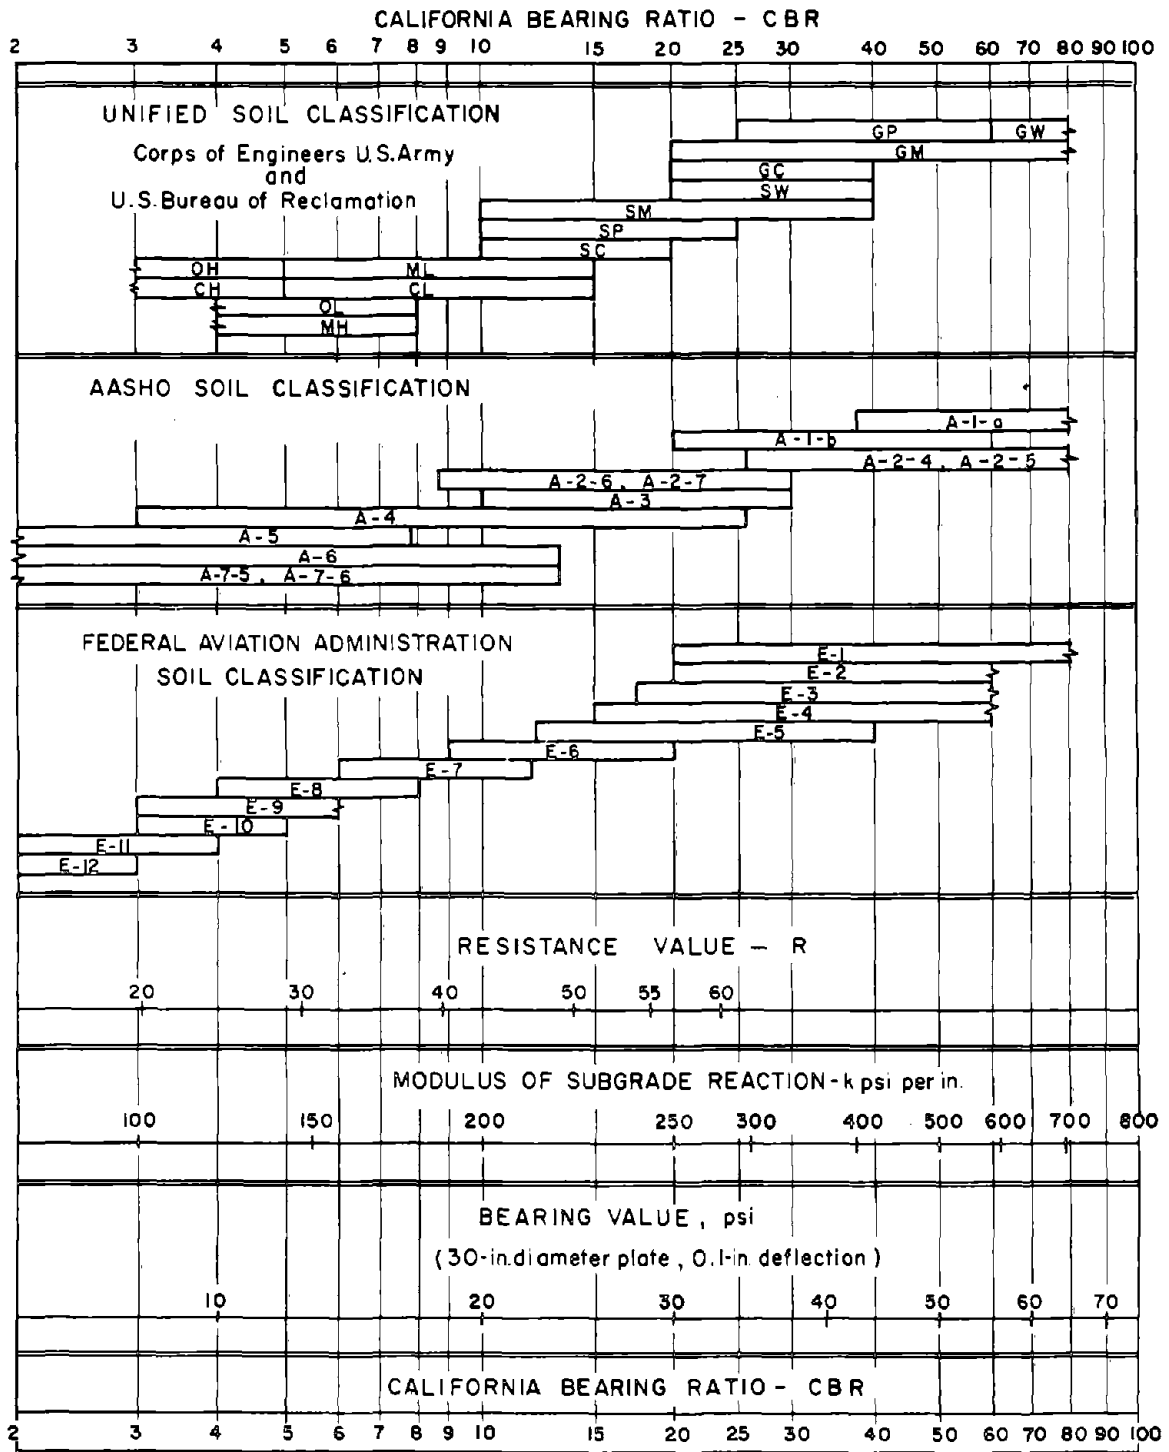 CALIFORNIA BEARING RATIO - CBR
2 3 4 5 6 7 8 9 10 15 20 25 30 40 50 60 70 80 90 100
UNIFIED SOIL CLASSIFICATION
Corps of Engineers U.S.Army
and
U.S.Bureau of Reclamation
GP GW
GM
GC
SW
SM
SP
SC
OH ML
CH CL
OL
MH
AASHO SOIL CLASSIFICATION
A-1-a
A-1-b
A-2-4, A-2-5
A-2-6, A-2-7
A-3
A-4
A-5
A-6
A-7-5, A-7-6
FEDERAL AVIATION ADMINISTRATION
SOIL CLASSIFICATION
E-1
E-2
E-3
E-4
E-5
E-6
E-7
E-8
E-9
E-10
E-11
E-12
RESISTANCE VALUE - R
20 30 40 50 55 60
MODULUS OF SUBGRADE REACTION-k psi per in.
100 150 200 250 300 400 500 600 700 800
BEARING VALUE, psi
(30-in.diameter plate, 0.1-in. deflection)
10 20 30 40 50 60 70
CALIFORNIA BEARING RATIO - CBR
2 3 4 5 6 7 8 9 10 15 20 25 30 40 50 60 70 80 90 100